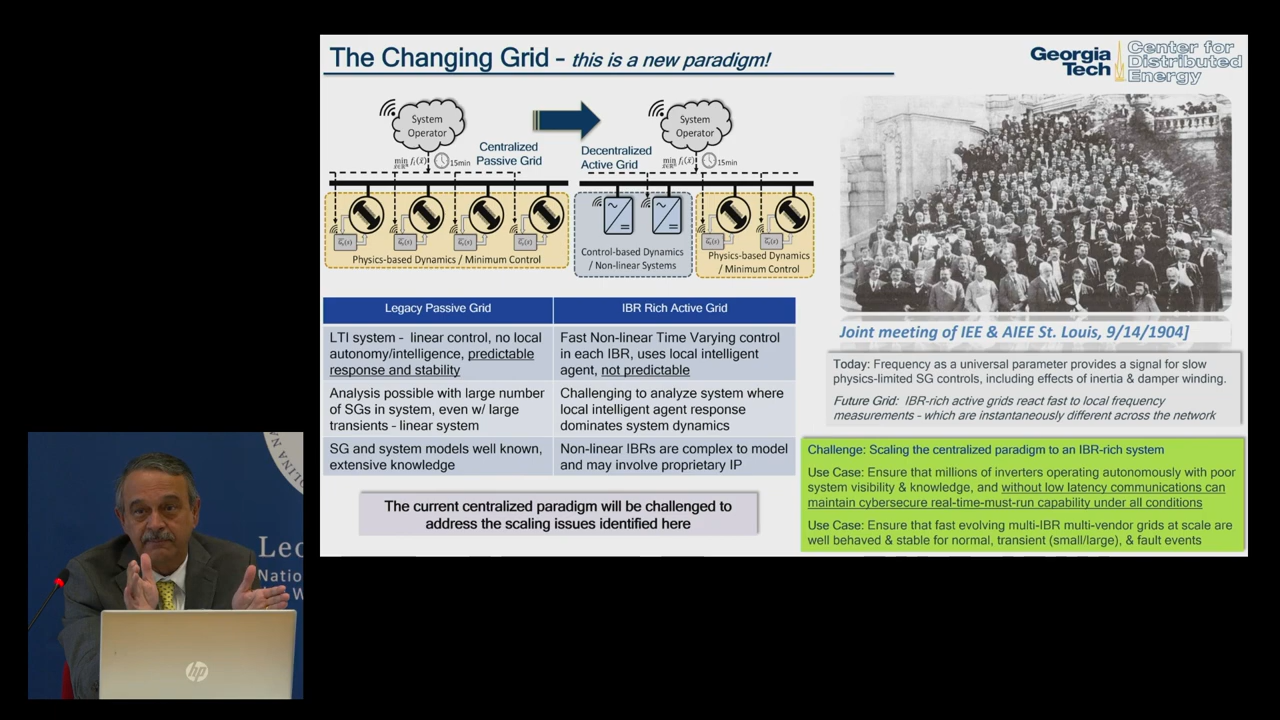 The Changing Grid – this is a new paradigm!
Georgia Tech
Center for Distributed Energy
System Operator
15min
Centralized Passive Grid
Physics-based Dynamics / Minimum Control
Decentralized Active Grid
System Operator
15min
Control-based Dynamics / Non-linear Systems
Physics-based Dynamics / Minimum Control
Joint meeting of IEE & AIEE St. Louis, 9/14/1904]
Legacy Passive Grid
IBR Rich Active Grid
LTI system - linear control, no local
autonomy/intelligence, predictable
response and stability
Fast Non-linear Time Varying control
in each IBR, uses local intelligent
agent, not predictable
Analysis possible with large number
of SGs in system, even w/ large
transients - linear system
Challenging to analyze system where
local intelligent agent response
dominates system dynamics
SG and system models well known,
extensive knowledge
Non-linear IBRs are complex to model
and may involve proprietary IP
The current centralized paradigm will be challenged to
address the scaling issues identified here
Today: Frequency as a universal parameter provides a signal for slow
physics-limited SG controls, including effects of inertia & damper winding.
Future Grid: IBR-rich active grids react fast to local frequency
measurements - which are instantaneously different across the network
Challenge: Scaling the centralized paradigm to an IBR-rich system
Use Case: Ensure that millions of inverters operating autonomously with poor
system visibility & knowledge, and without low latency communications can
maintain cybersecure real-time-must-run capability under all conditions
Use Case: Ensure that fast evolving multi-IBR multi-vendor grids at scale are
well behaved & stable for normal, transient (small/large), & fault events
hp